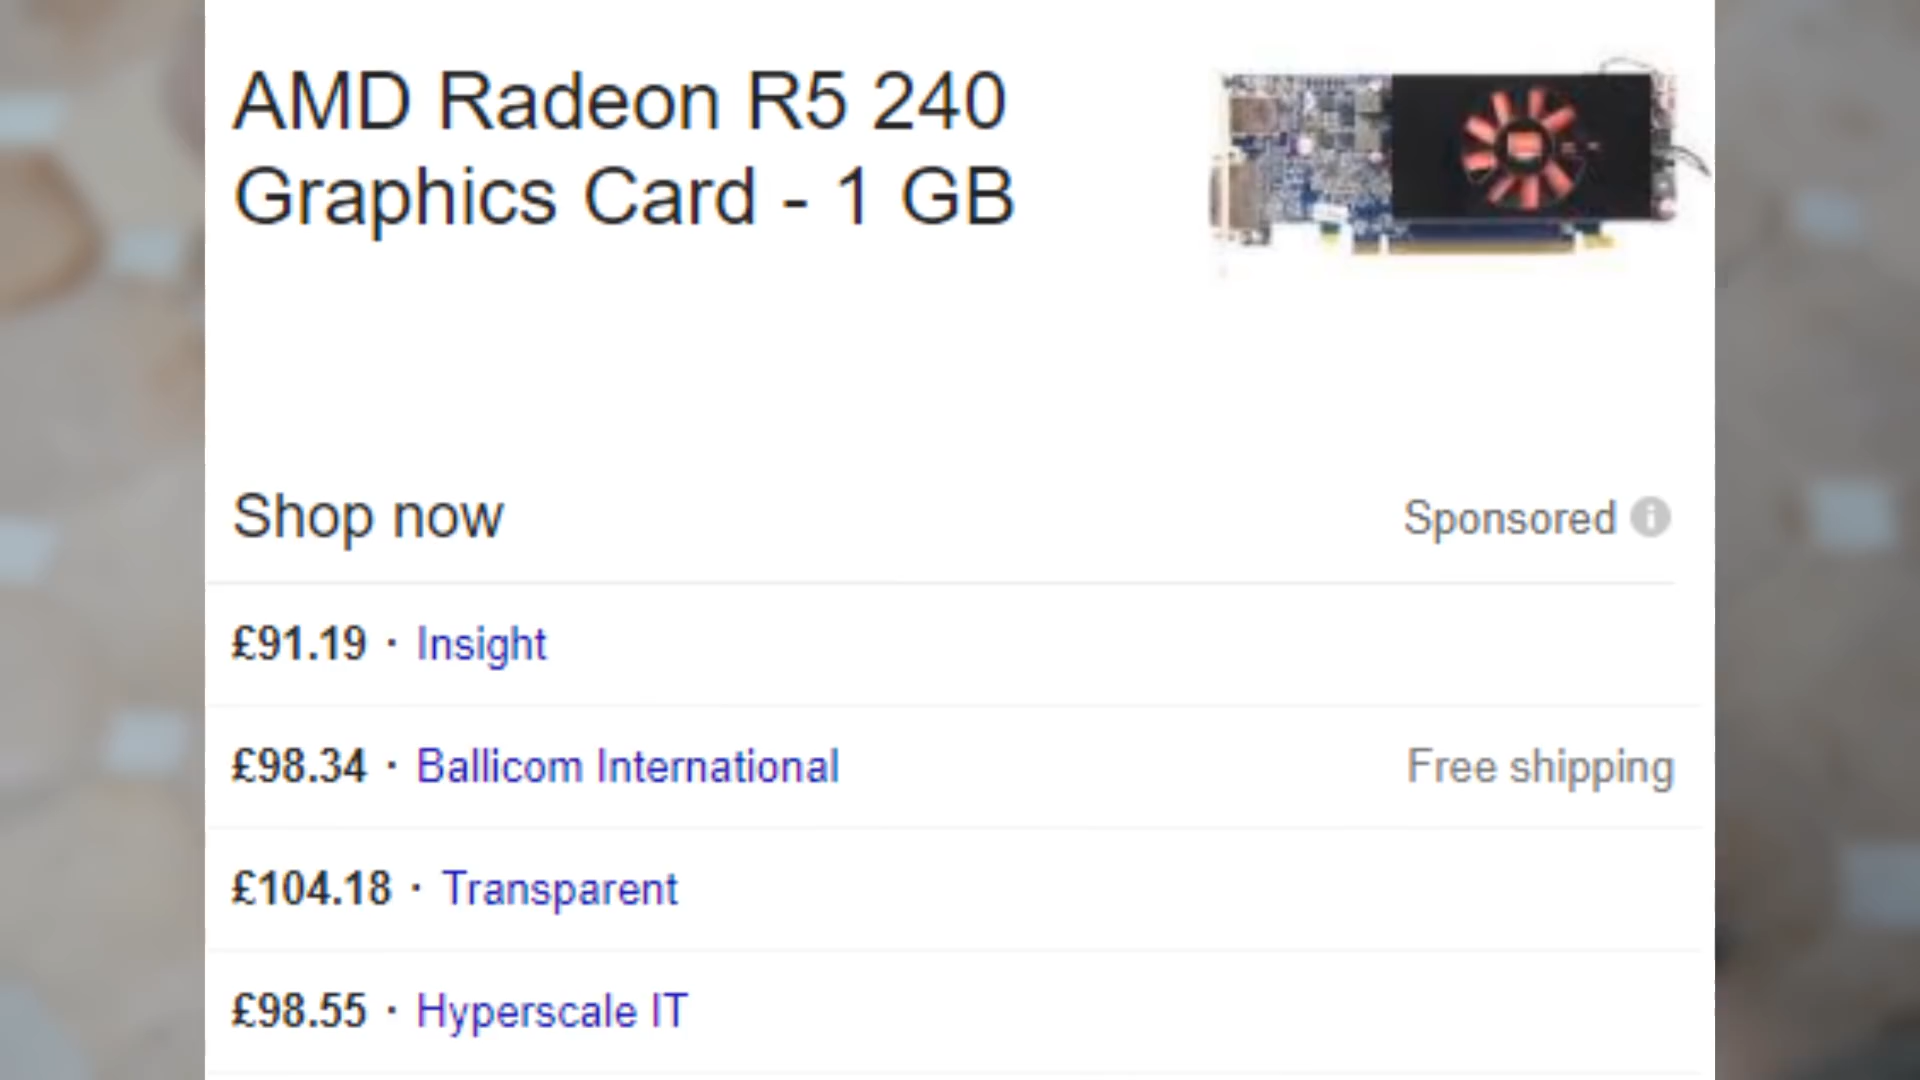 AMD Radeon R5 240
Graphics Card - 1 GB
Shop now
Sponsored
£91.19 · Insight
£98.34 · Ballicom International
Free shipping
£104.18 · Transparent
£98.55 · Hyperscale IT